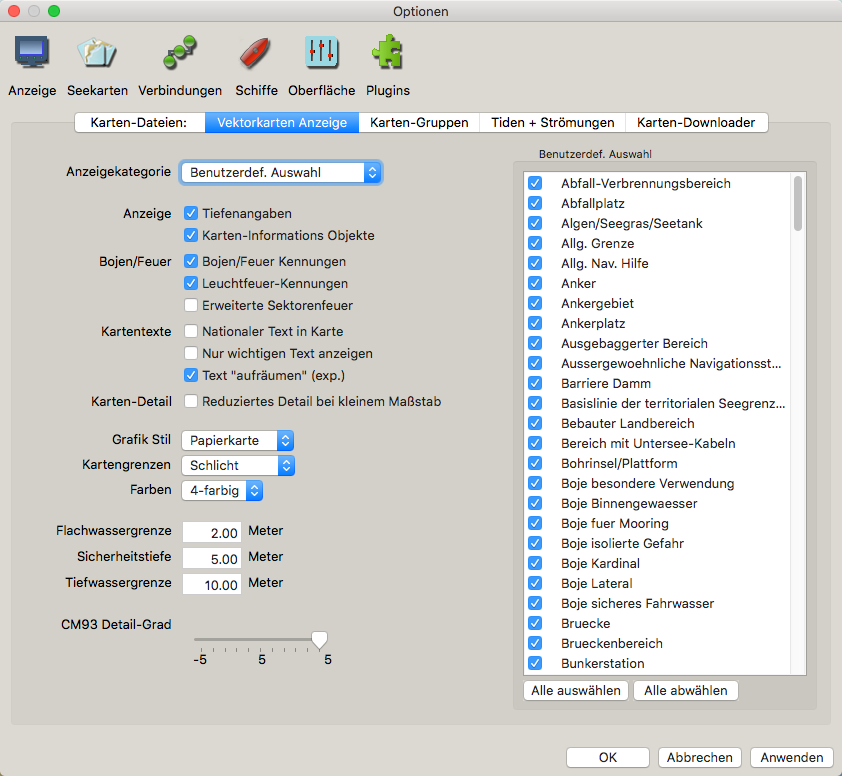 Optionen
Anzeige Seekarten Verbindungen Schiffe Oberfläche Plugins
Karten-Dateien: Vektorkarten Anzeige Karten-Gruppen Tiden + Strömungen Karten-Downloader
Anzeigekategorie Benutzerdef. Auswahl
Anzeige Tiefenangaben
Karten-Informations Objekte
Bojen/Feuer Bojen/Feuer Kennungen
Leuchtfeuer-Kennungen
Erweiterte Sektorenfeuer
Kartentexte Nationaler Text in Karte
Nur wichtigen Text anzeigen
Text "aufräumen" (exp.)
Karten-Detail Reduziertes Detail bei kleinem Maßstab
Grafik Stil Papierkarte
Kartengrenzen Schlicht
Farben 4-farbig
Flachwassergrenze 2.00 Meter
Sicherheitstiefe 5.00 Meter
Tiefwassergrenze 10.00 Meter
CM93 Detail-Grad
-5 5 5
Benutzerdef. Auswahl
Abfall-Verbrennungsbereich
Abfallplatz
Algen/Seegras/Seetank
Allg. Grenze
Allg. Nav. Hilfe
Anker
Ankergebiet
Ankerplatz
Ausgebaggerter Bereich
Aussergewoehnliche Navigationsst...
Barriere Damm
Basislinie der territorialen Seegrenz...
Bebauter Landbereich
Bereich mit Untersee-Kabeln
Bohrinsel/Plattform
Boje besondere Verwendung
Boje Binnengewaesser
Boje fuer Mooring
Boje isolierte Gefahr
Boje Kardinal
Boje Lateral
Boje sicheres Fahrwasser
Bruecke
Brueckenbereich
Bunkerstation
Alle auswählen Alle abwählen
OK Abbrechen Anwenden